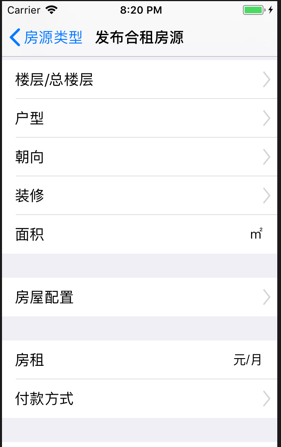 Carrier 8:20 PM
房源类型 发布合租房源
楼层/总楼层
户型
朝向
装修
面积 ㎡
房屋配置
房租 元/月
付款方式